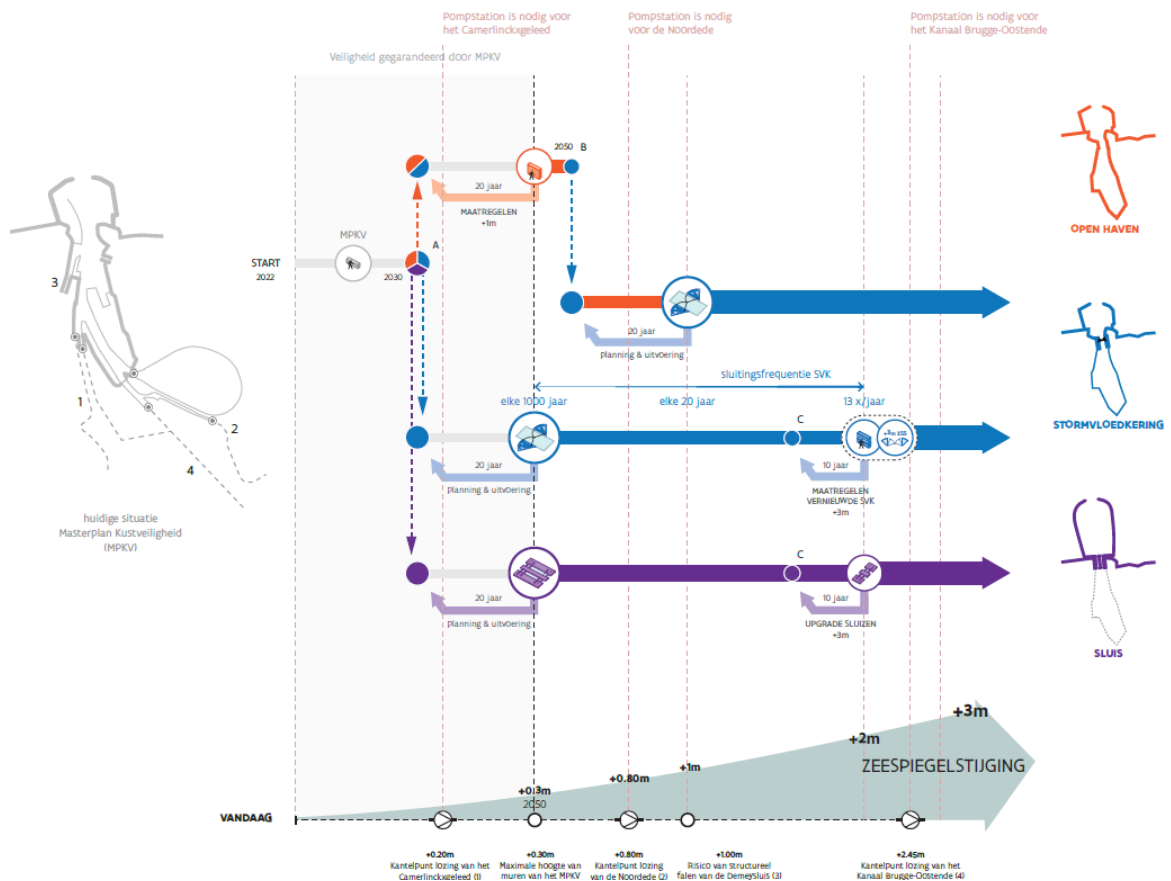 Pompstation is nodig voor
het Camerlinckxgeleed
Pompstation is nodig
voor de Noordede
Pompstation is nodig voor
het Kanaal Brugge-Oostende
Veiligheid gegarandeerd door MPKV
2050 B
20 jaar
MAATREGELEN
+1m
OPEN HAVEN
MPKV
A
START
2022
2030
3
20 jaar
planning & uitvoering
1
2
4
sluitingsfrequentie SVK
elke 1000 jaar
elke 20 jaar
13 x/jaar
C
STORMVLOEDKERING
20 jaar
planning & uitvoering
10 jaar
MAATREGELEN
VERNIEUWDE SVK
+3m
huidige situatie
Masterplan Kustveiligheid
(MPKV)
C
20 jaar
planning & uitvoering
10 jaar
UPGRADE SLUIZEN
+3m
SLUIS
+3m
+2m
+1m
+0.80m
+0.3m
2050
ZEESPIEGELSTIJGING
VANDAAG
+0.20m
Kantelpunt lozing van het
Camerlinckxgeleed (1)
+0.30m
Maximale hoogte van
muren van het MPKV
+0.80m
Kantelpunt lozing
van de Noordede (2)
+1.00m
Risico van structureel
falen van de Demeysluis (3)
+2.45m
Kantelpunt lozing van het
Kanaal Brugge-Oostende (4)